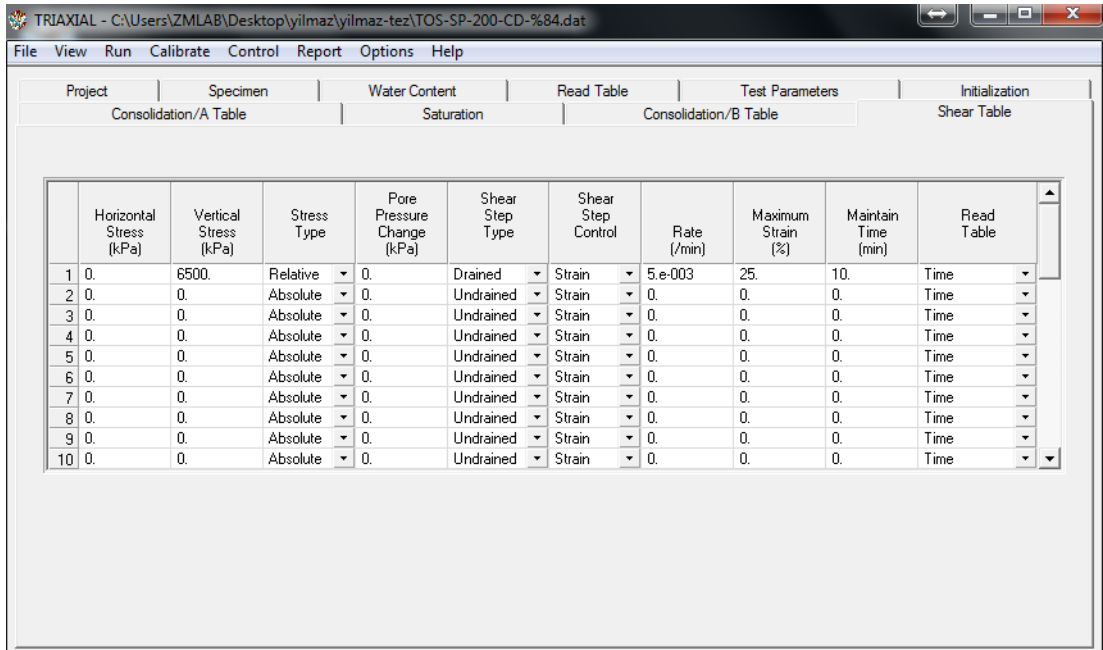 TRIAXIAL - C:\Users\ZMLAB\Desktop\yilmaz\yilmaz-tez\TOS-SP-200-CD-%84.dat
File View Run Calibrate Control Report Options Help
Project Specimen Water Content Read Table Test Parameters Initialization
Consolidation/A Table Saturation Consolidation/B Table Shear Table
Horizontal Stress (kPa) Vertical Stress (kPa) Stress Type Pore Pressure Change (kPa) Shear Step Type Shear Step Control Rate (/min) Maximum Strain (%) Maintain Time (min) Read Table
1 0. 6500. Relative 0. Drained Strain 5.e-003 25. 10. Time
2 0. 0. Absolute 0. Undrained Strain 0. 0. 0. Time
3 0. 0. Absolute 0. Undrained Strain 0. 0. 0. Time
4 0. 0. Absolute 0. Undrained Strain 0. 0. 0. Time
5 0. 0. Absolute 0. Undrained Strain 0. 0. 0. Time
6 0. 0. Absolute 0. Undrained Strain 0. 0. 0. Time
7 0. 0. Absolute 0. Undrained Strain 0. 0. 0. Time
8 0. 0. Absolute 0. Undrained Strain 0. 0. 0. Time
9 0. 0. Absolute 0. Undrained Strain 0. 0. 0. Time
10 0. 0. Absolute 0. Undrained Strain 0. 0. 0. Time